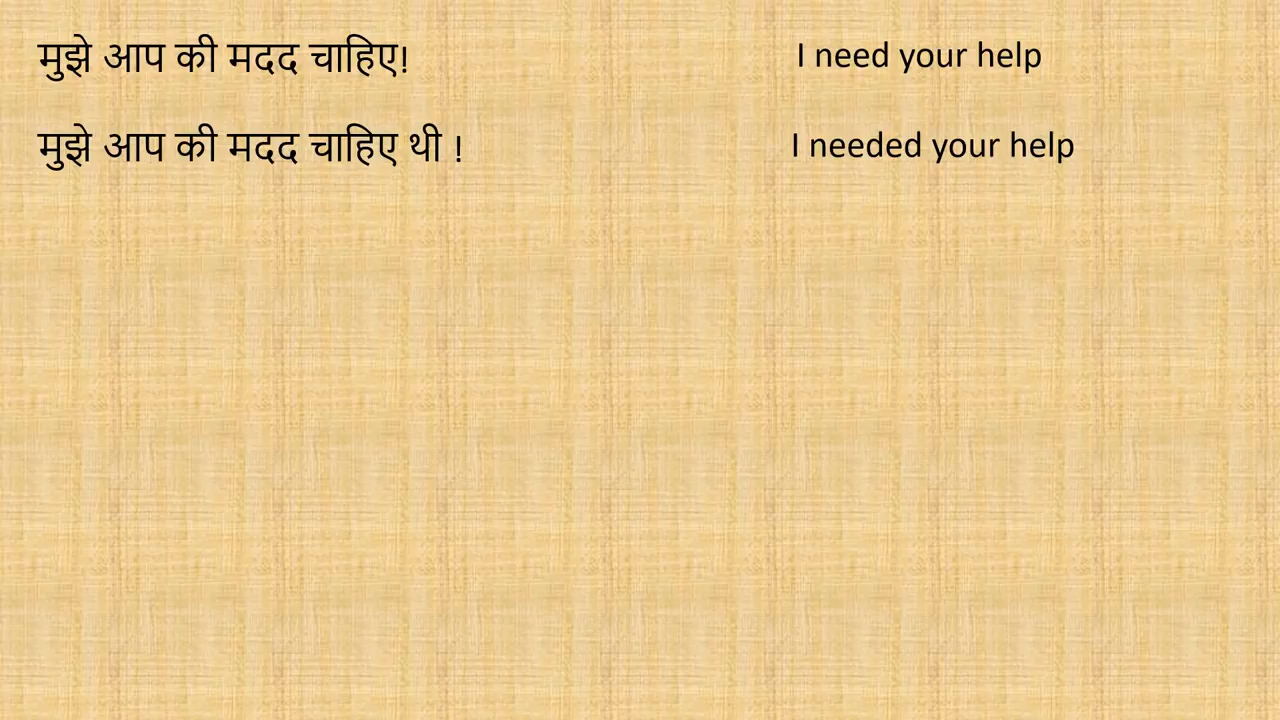 मुझे आप की मदद चाहिए! I need your help
मुझे आप की मदद चाहिए थी ! I needed your help